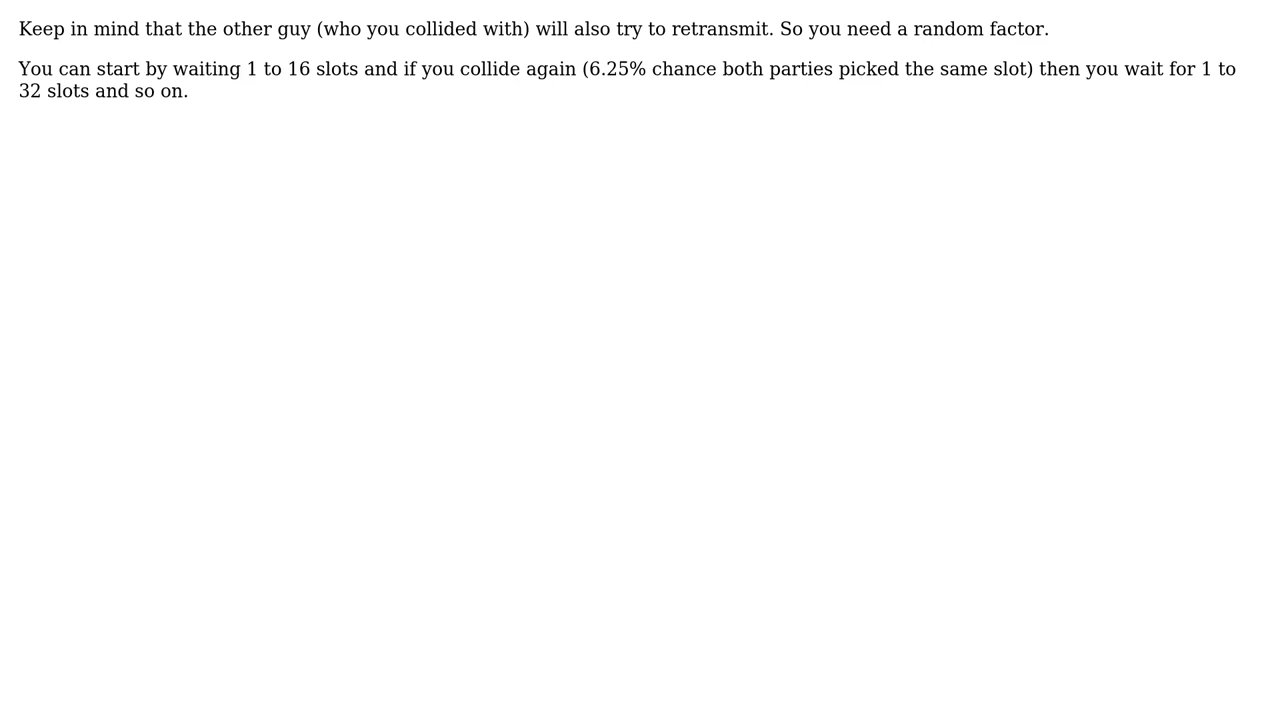 Keep in mind that the other guy (who you collided with) will also try to retransmit. So you need a random factor.
You can start by waiting 1 to 16 slots and if you collide again (6.25% chance both parties picked the same slot) then you wait for 1 to
32 slots and so on.